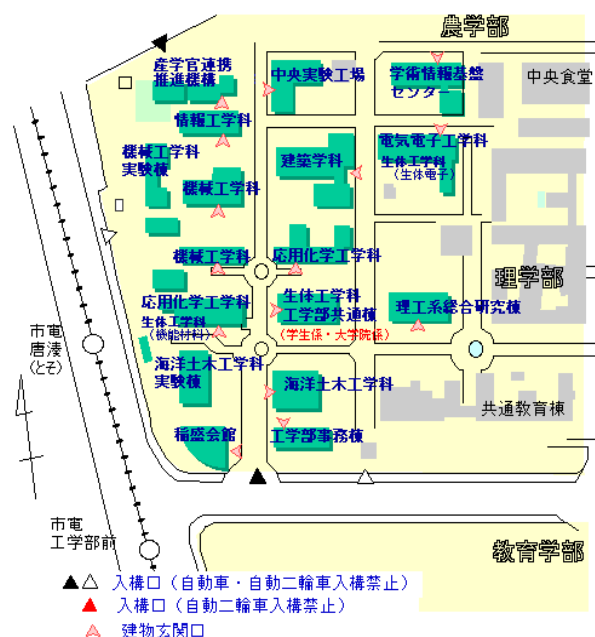 農学部
産学官連携
推進機構
中央実験工場
学術情報基盤
センター
中央食堂
情報工学科
機械工学科
実験棟
建築学科
電気電子工学科
生体工学科
(生体電子)
機械工学科
機械工学科
応用化学工学科
理学部
応用化学工学科
生体工学科
(機能材料)
生体工学科
工学部共通棟
(学生係・大学院係)
理工系総合研究棟
市電
唐湊
(とそ)
海洋土木工学科
実験棟
海洋土木工学科
共通教育棟
稲盛会館
工学部事務棟
市電
工学部前
教育学部
入構口(自動車・自動二輪車入構禁止)
入構口(自動二輪車入構禁止)
建物玄関口